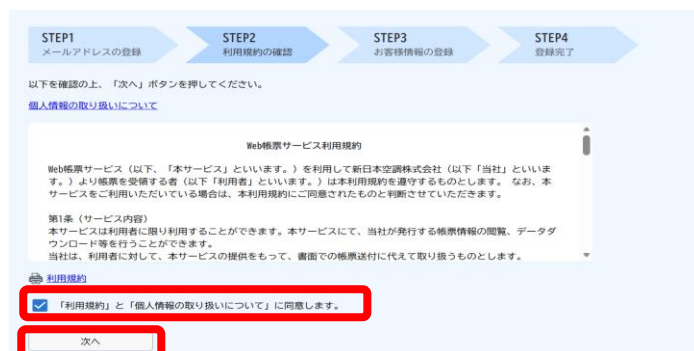 STEP1
メールアドレスの登録
STEP2
利用規約の確認
STEP3
お客様情報の登録
STEP4
登録完了
以下を確認の上、「次へ」ボタンを押してください。
個人情報の取り扱いについて
Web帳票サービス利用規約
Web帳票サービス（以下、「本サービス」といいます。）を利用して新日本空調株式会社（以下「当社」といいま
す。）より帳票を受領する者（以下「利用者」といいます。）は本利用規約を遵守するものとします。 なお、本
サービスをご利用いただいている場合は、本利用規約にご同意されたものと判断させていただきます。
第1条（サービス内容）
本サービスは利用者に限り利用することができます。本サービスにて、当社が発行する帳票情報の閲覧、データダ
ウンロード等を行うことができます。
当社は、利用者に対して、本サービスの提供をもって、書面での帳票送付に代えて取り扱うものとします。
利用規約
「利用規約」と「個人情報の取り扱いについて」に同意します。
次へ